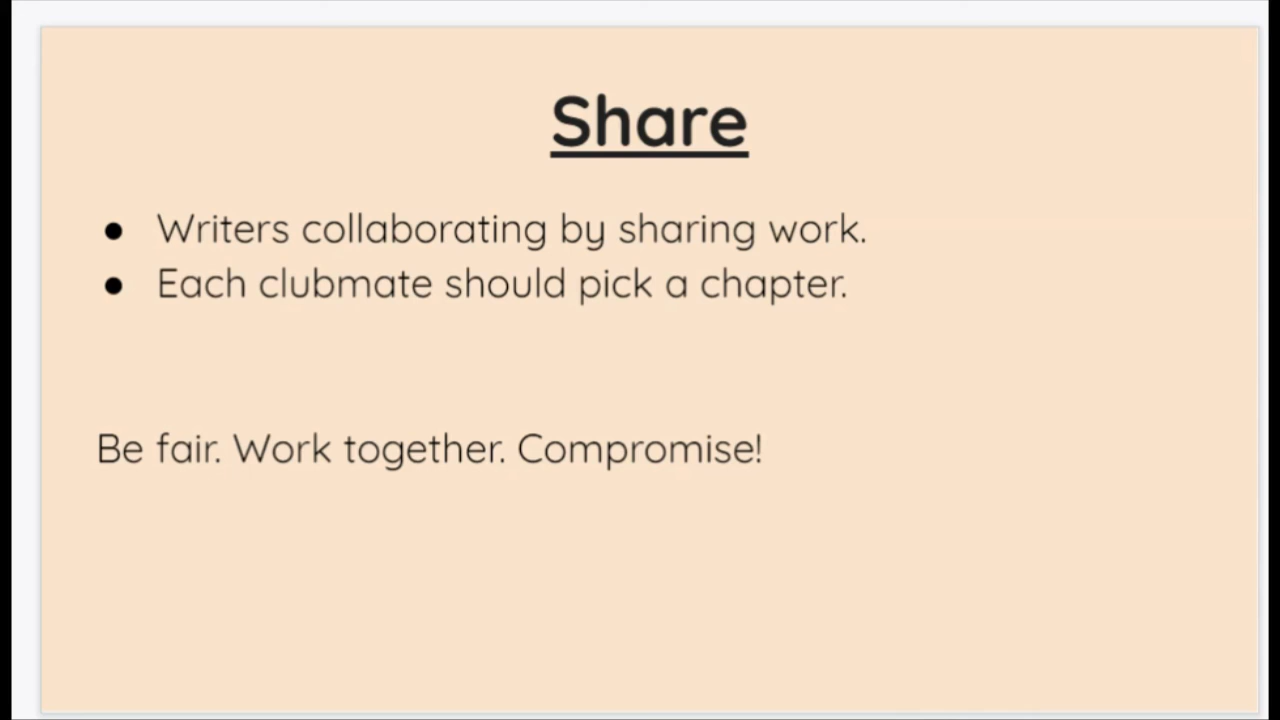 Share
● Writers collaborating by sharing work.
● Each clubmate should pick a chapter.
Be fair. Work together. Compromise!